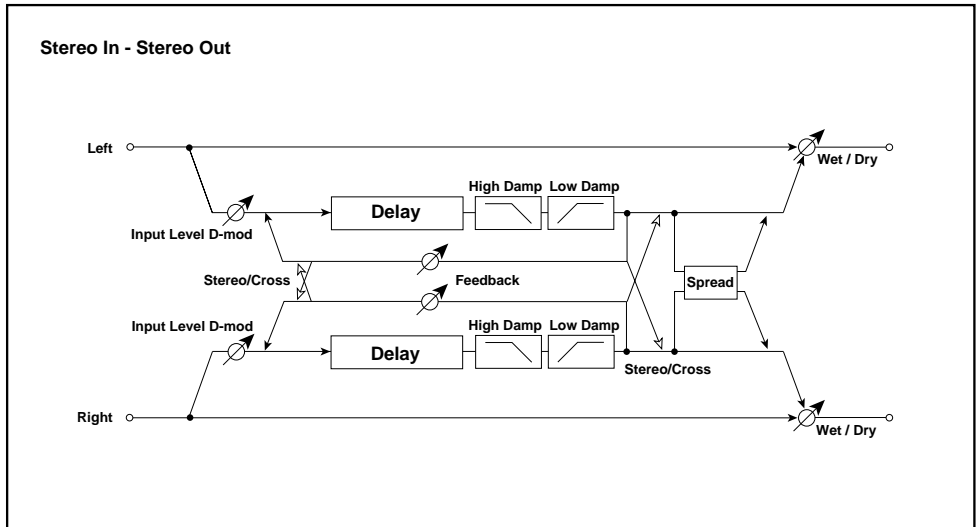 Stereo In - Stereo Out
Left
Wet / Dry
High Damp
Low Damp
Delay
Input Level D-mod
Stereo/Cross
Feedback
Spread
Input Level D-mod
High Damp
Low Damp
Delay
Stereo/Cross
Right
Wet / Dry